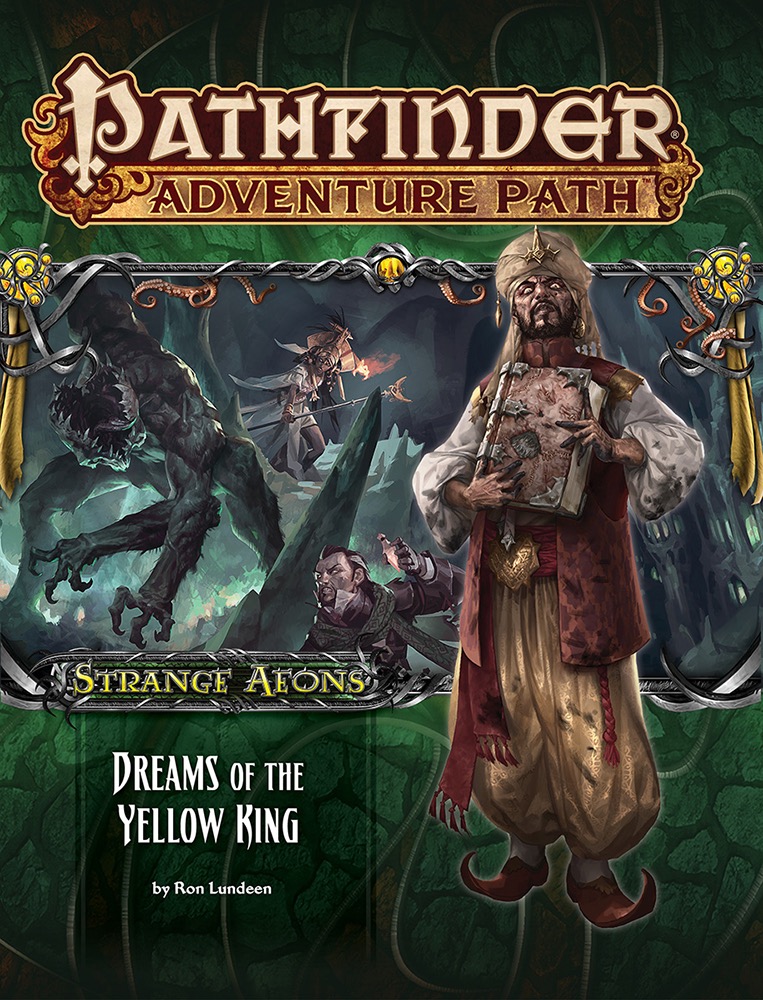 PATHFINDER®
ADVENTURE PATH
STRANGE AEONS
DREAMS OF THE
YELLOW KING
by Ron Lundeen